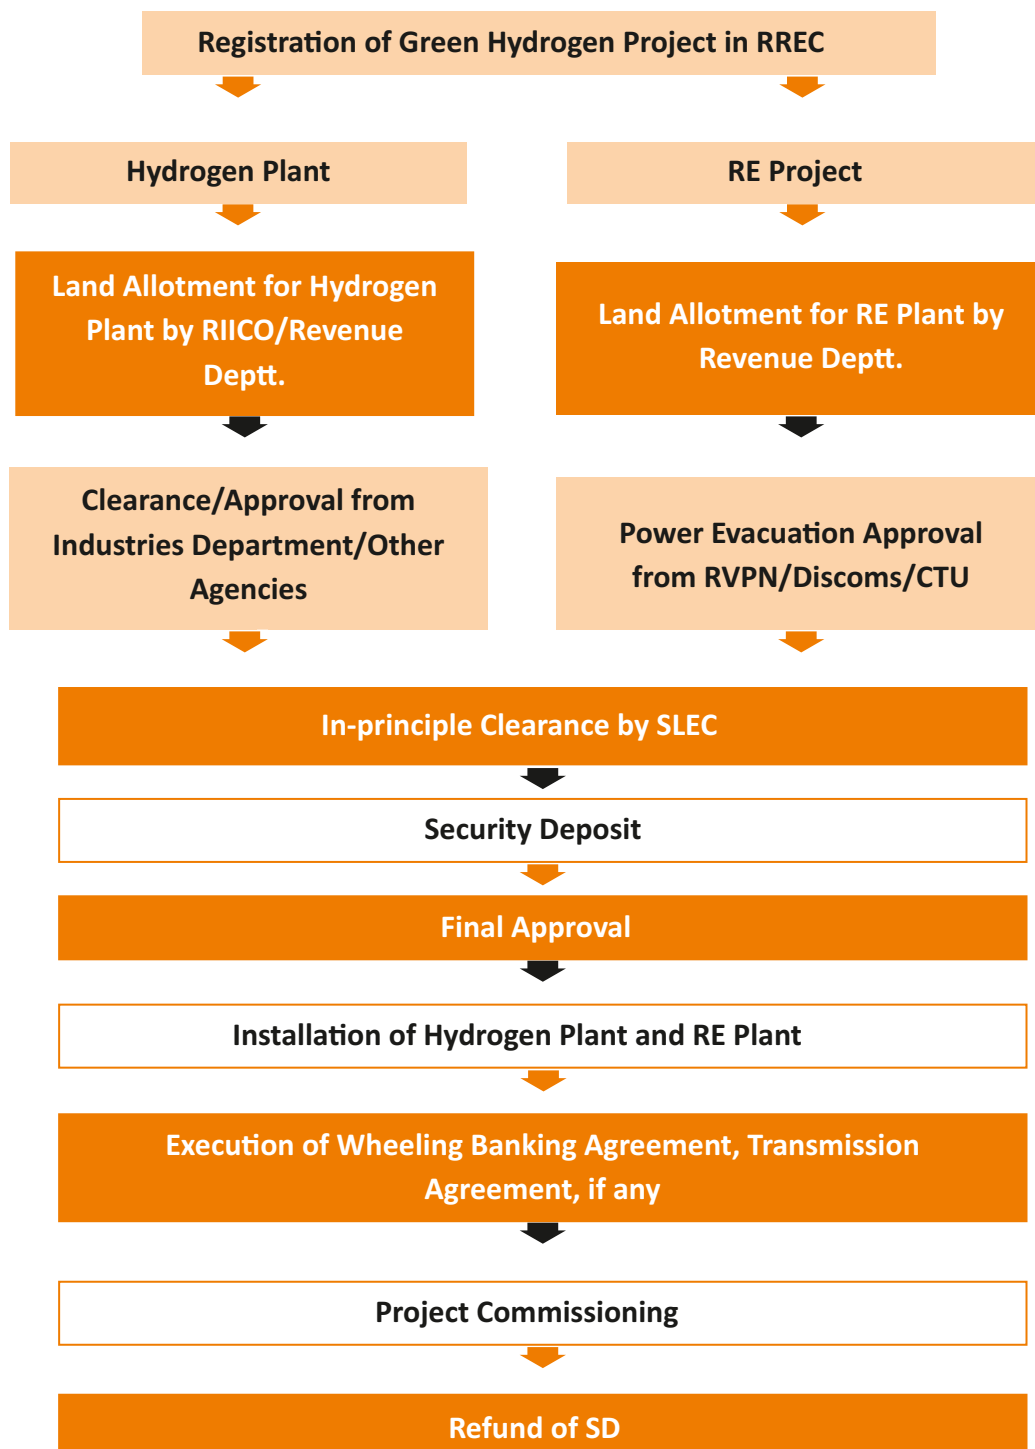 Registration of Green Hydrogen Project in RREC
Hydrogen Plant
RE Project
Land Allotment for Hydrogen
Plant by RIICO/Revenue
Deptt.
Land Allotment for RE Plant by
Revenue Deptt.
Clearance/Approval from
Industries Department/Other
Agencies
Power Evacuation Approval
from RVPN/Discoms/CTU
In-principle Clearance by SLEC
Security Deposit
Final Approval
Installation of Hydrogen Plant and RE Plant
Execution of Wheeling Banking Agreement, Transmission
Agreement, if any
Project Commissioning
Refund of SD